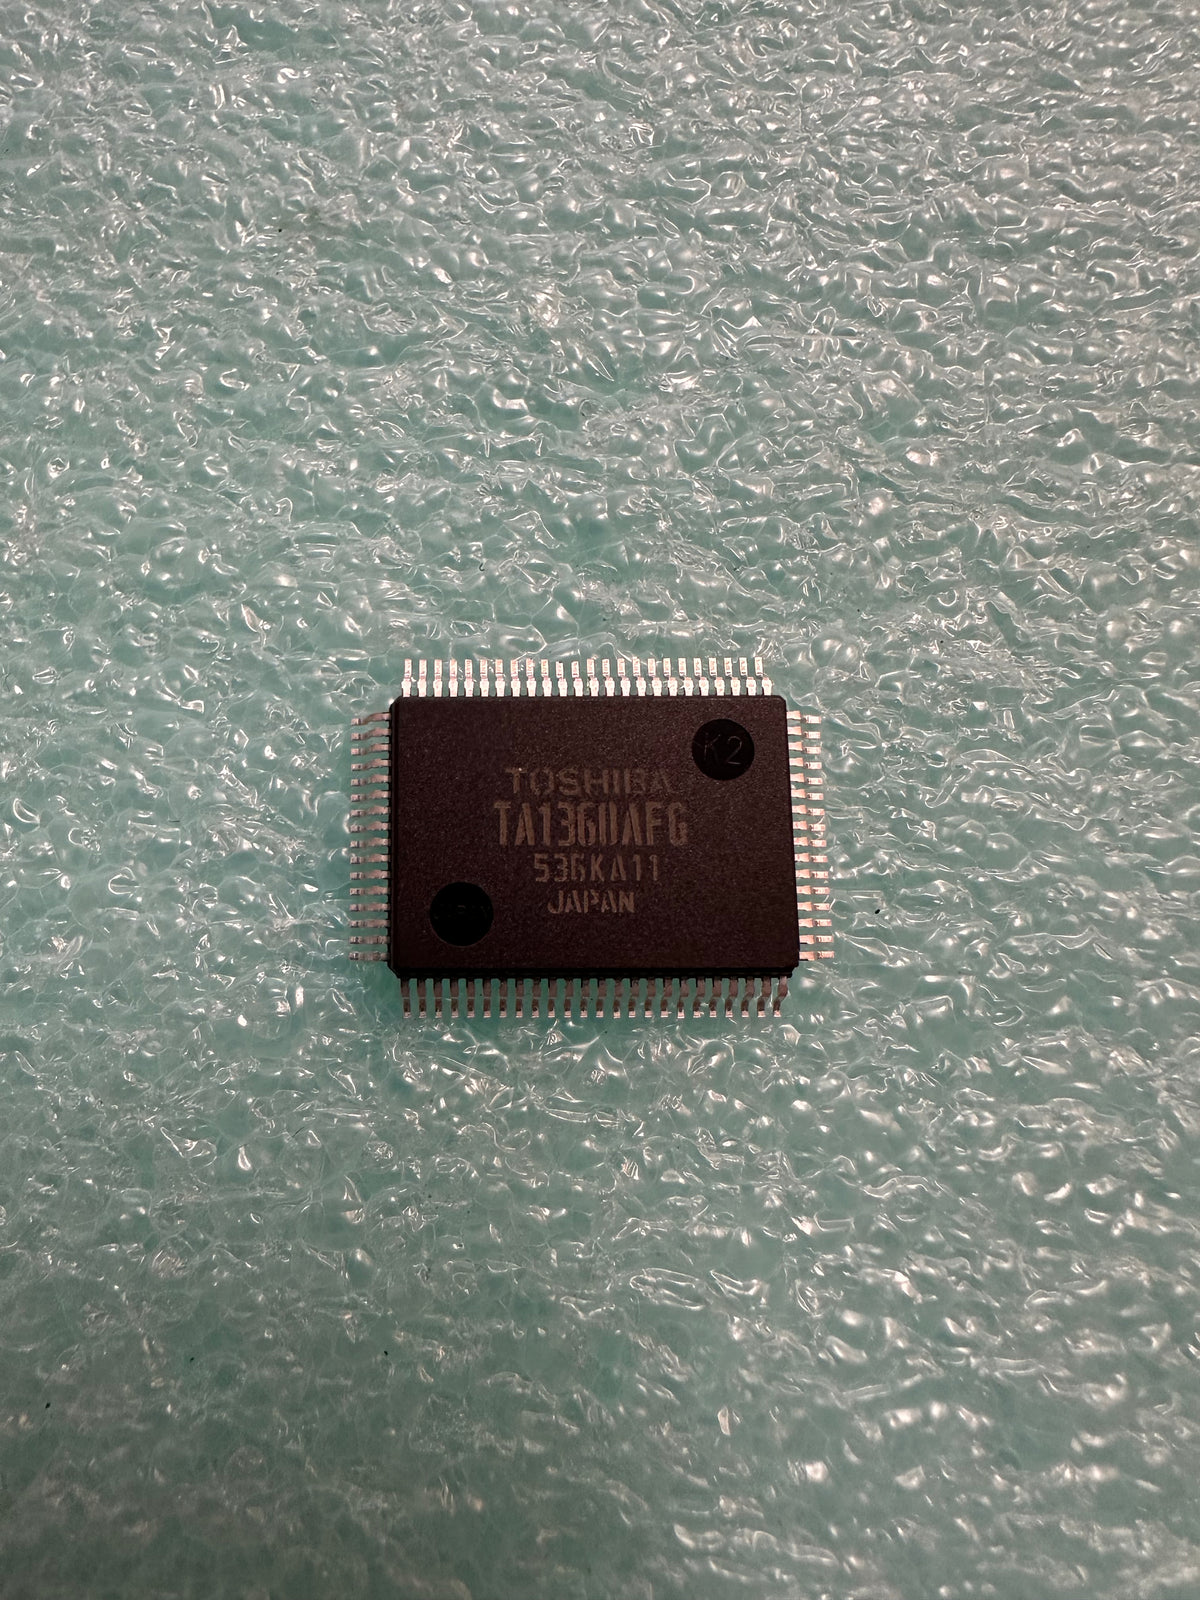 K2
TOSHIBA
TA1360AFG
536KA11
JAPAN